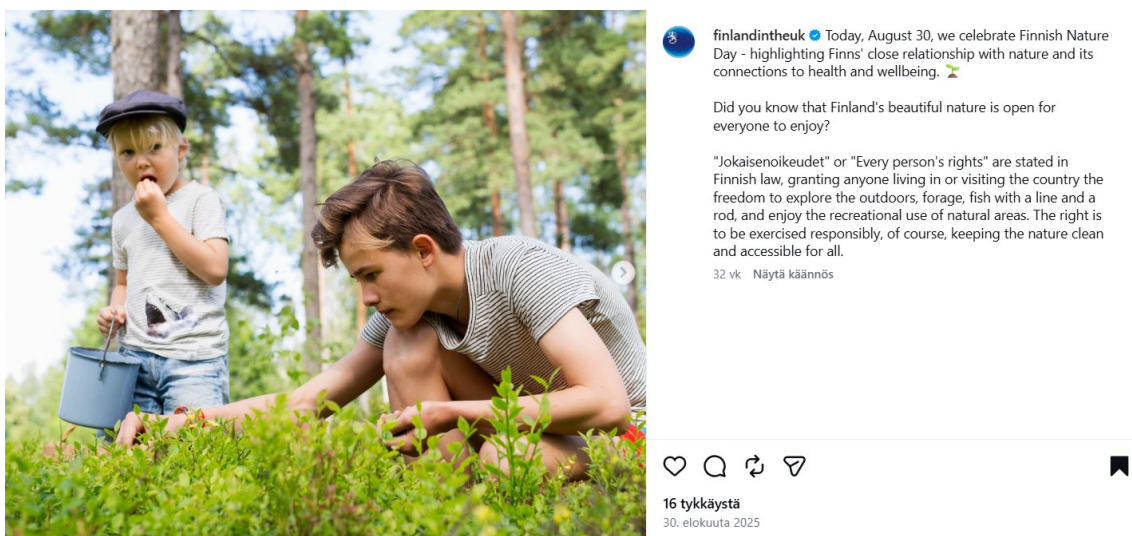 finlandintheuk Today, August 30, we celebrate Finnish Nature
Day - highlighting Finns' close relationship with nature and its
connections to health and wellbeing. 🌱
Did you know that Finland's beautiful nature is open for
everyone to enjoy?
"Jokaisenoikeudet" or "Every person's rights" are stated in
Finnish law, granting anyone living in or visiting the country the
freedom to explore the outdoors, forage, fish with a line and a
rod, and enjoy the recreational use of natural areas. The right is
to be exercised responsibly, of course, keeping the nature clean
and accessible for all.
32 vk Näytä käännös
16 tykkäystä
30. elokuuta 2025